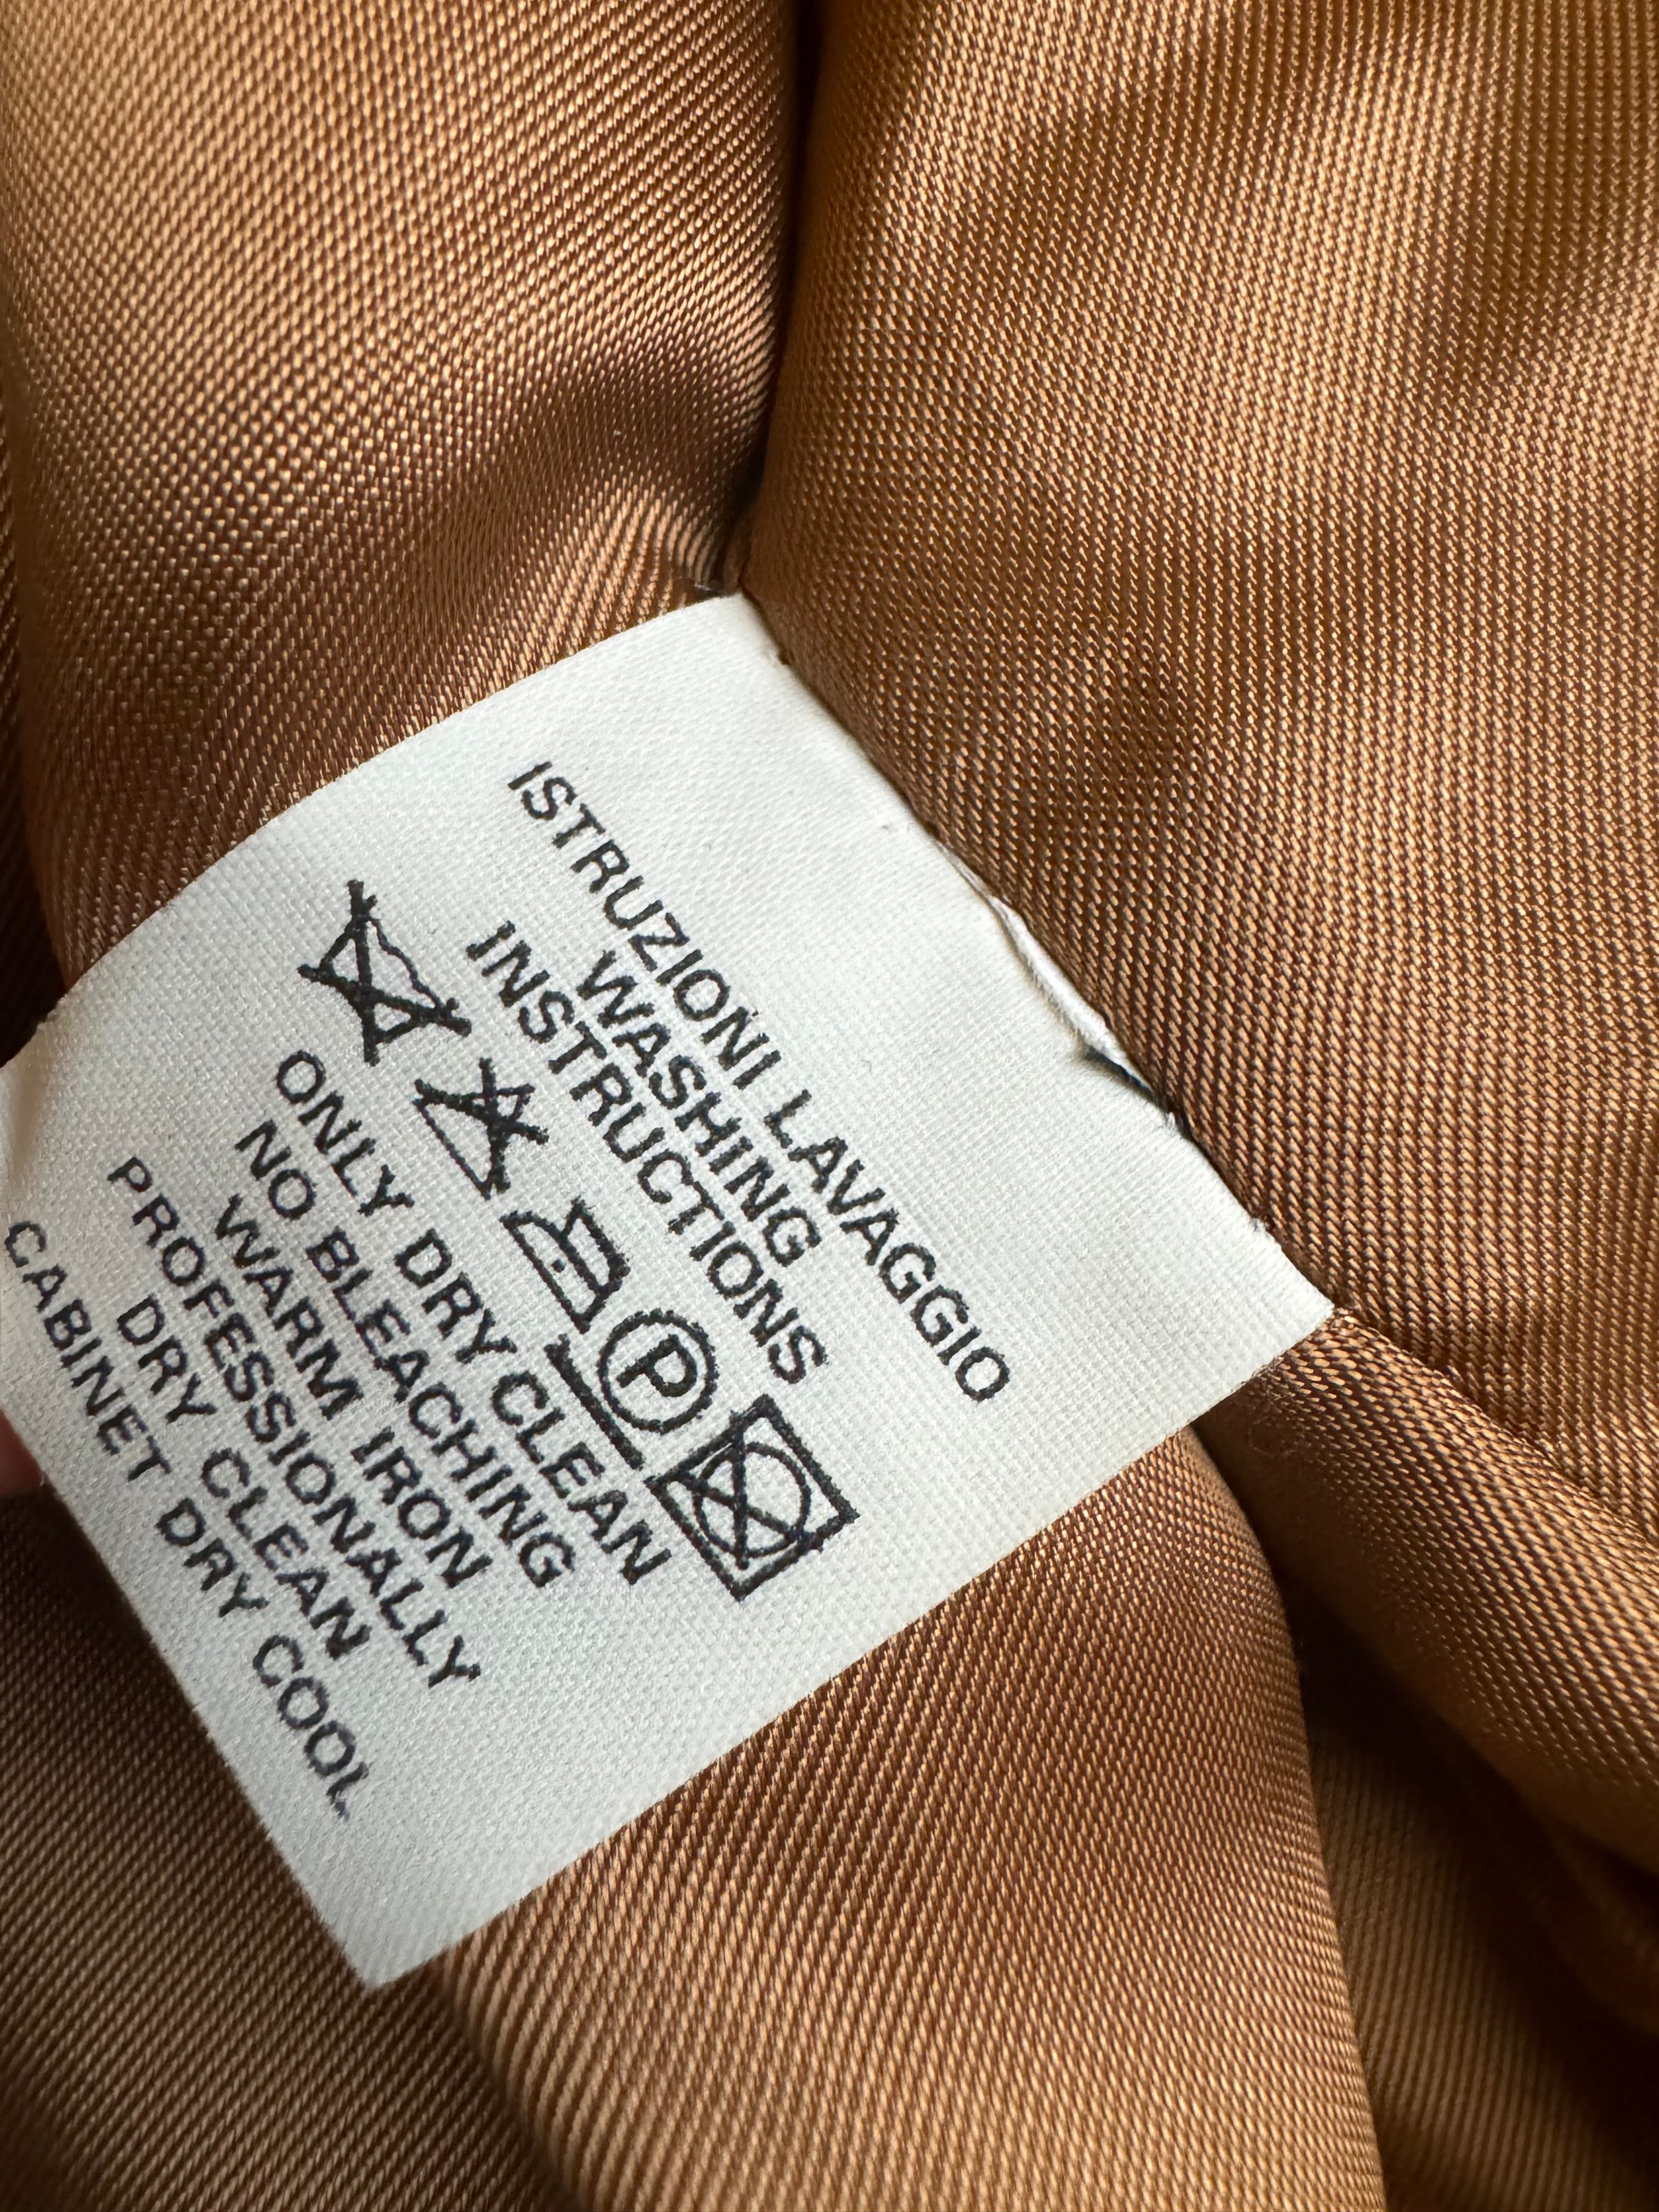 ISTRUZIONI LAVAGGIO
WASHING
INSTRUCTIONS
P
ONLY DRY CLEAN
NO BLEACHING
WARM IRON
PROFESSIONALLY
DRY CLEAN
CABINET DRY COOL